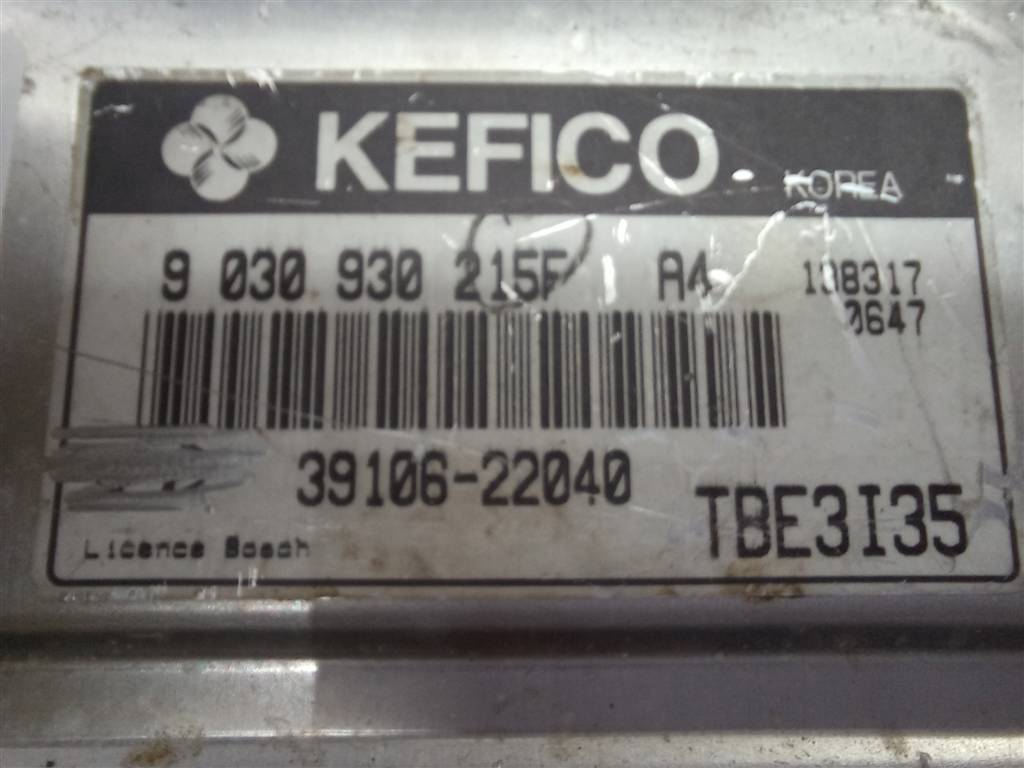 KEFICO
KOREA
9 030 930 215F A4 138317
0647
39106-22040
TBE3I35
Licence Bosch